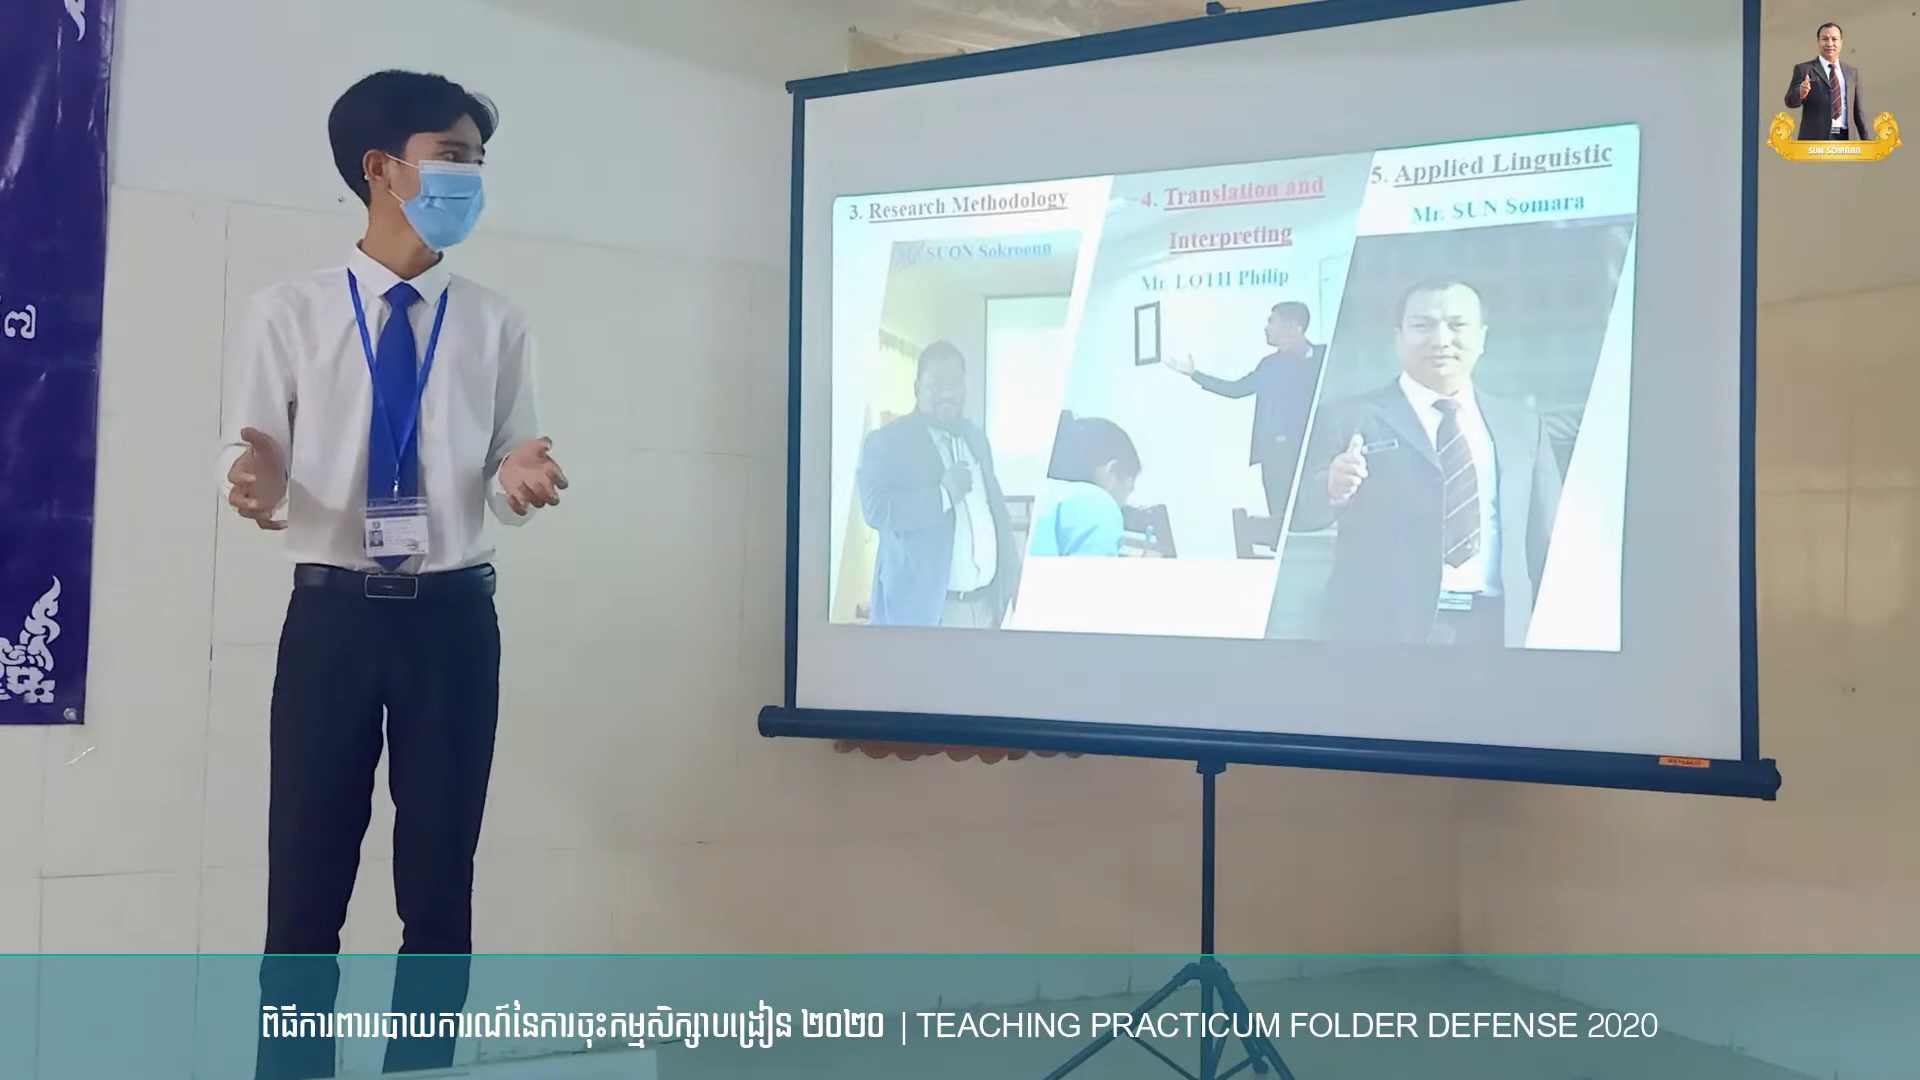 SUN SOMARA
3. Research Methodology
Mr. SUON Sokroeun
4. Translation and
Interpreting
Mr. LOTH Philip
5. Applied Linguistic
Mr. SUN Somara
៧
ពិធីការពាររបាយការណ៍នៃការចុះកម្មសិក្សាបង្រៀន ២០២០ | TEACHING PRACTICUM FOLDER DEFENSE 2020